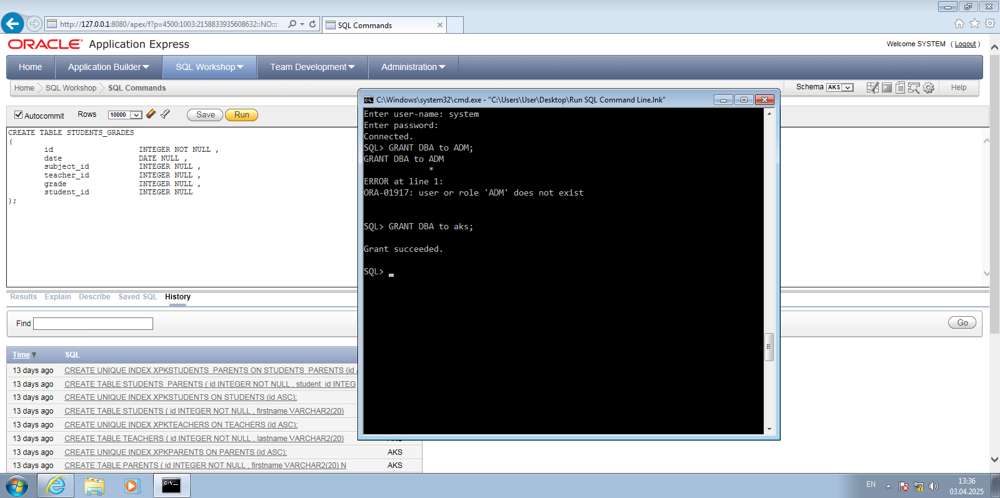 http://127.0.0.1:8080/apex/f?p=4500:1003:2158833935608632::NO:::
SQL Commands
ORACLE Application Express
Welcome SYSTEM ( Logout )
Home Application Builder SQL Workshop Team Development Administration
Home SQL Workshop SQL Commands
Schema AKS
Help
Autocommit Rows 10000 Save Run
CREATE TABLE STUDENTS_GRADES
(
id INTEGER NOT NULL ,
date DATE NULL ,
subject_id INTEGER NULL ,
teacher_id INTEGER NULL ,
grade INTEGER NULL ,
student_id INTEGER NULL
);
C:\Windows\system32\cmd.exe - "C:\Users\User\Desktop\Run SQL Command Line.lnk"
Enter user-name: system
Enter password:
Connected.
SQL> GRANT DBA to ADM;
GRANT DBA to ADM
*
ERROR at line 1:
ORA-01917: user or role 'ADM' does not exist
SQL> GRANT DBA to aks;
Grant succeeded.
SQL>
Results Explain Describe Saved SQL History
Find
Go
Time SQL
13 days ago CREATE UNIQUE INDEX XPKSTUDENTS_PARENTS ON STUDENTS_PARENTS (id
13 days ago CREATE TABLE STUDENTS_PARENTS ( id INTEGER NOT NULL , student_id INTEG
13 days ago CREATE UNIQUE INDEX XPKSTUDENTS ON STUDENTS (id ASC);
13 days ago CREATE TABLE STUDENTS ( id INTEGER NOT NULL , firstname VARCHAR2(20)
13 days ago CREATE UNIQUE INDEX XPKTEACHERS ON TEACHERS (id ASC);
13 days ago CREATE TABLE TEACHERS ( id INTEGER NOT NULL , lastname VARCHAR2(20)
13 days ago CREATE UNIQUE INDEX XPKPARENTS ON PARENTS (id ASC); AKS
13 days ago CREATE TABLE PARENTS ( id INTEGER NOT NULL , firstname VARCHAR2(20) N AKS
C:\
EN
13:36
03.04.2025